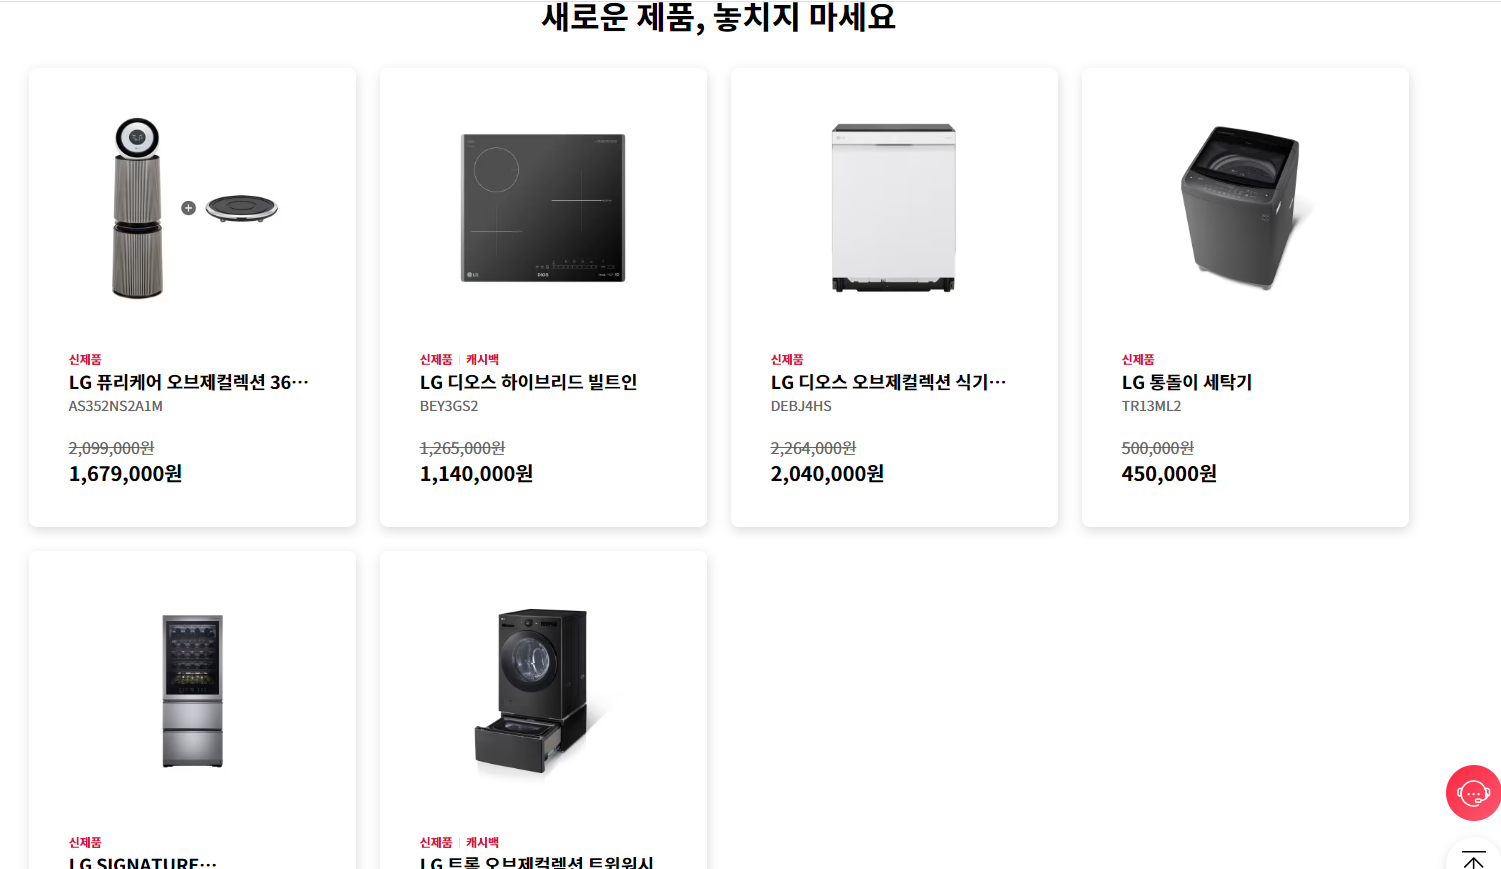 새로운 제품, 놓치지 마세요
신제품
LG 퓨리케어 오브제컬렉션 36…
AS352NS2A1M
2,099,000원
1,679,000원
LG
DIOS
신제품 | 캐시백
LG 디오스 하이브리드 빌트인
BEY3GS2
1,265,000원
1,140,000원
신제품
LG 디오스 오브제컬렉션 식기…
DEBJ4HS
2,264,000원
2,040,000원
신제품
LG 통돌이 세탁기
TR13ML2
500,000원
450,000원
신제품
LG SIGNATURE…
신제품 | 캐시백
LG 트롬 오브제컬렉션 트윈워시